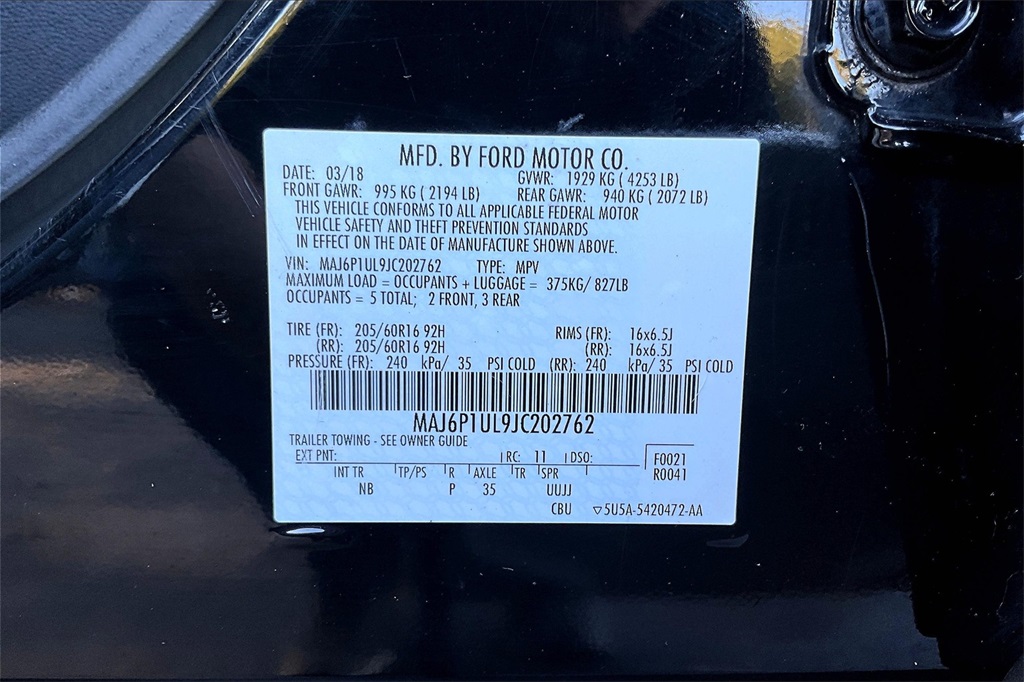 MFD. BY FORD MOTOR CO.
DATE: 03/18 GVWR: 1929 KG ( 4253 LB)
FRONT GAWR: 995 KG ( 2194 LB) REAR GAWR: 940 KG ( 2072 LB)
THIS VEHICLE CONFORMS TO ALL APPLICABLE FEDERAL MOTOR
VEHICLE SAFETY AND THEFT PREVENTION STANDARDS
IN EFFECT ON THE DATE OF MANUFACTURE SHOWN ABOVE.
VIN: MAJ6P1UL9JC202762 TYPE: MPV
MAXIMUM LOAD = OCCUPANTS + LUGGAGE = 375KG/ 827LB
OCCUPANTS = 5 TOTAL; 2 FRONT, 3 REAR
TIRE (FR): 205/60R16 92H RIMS (FR): 16x6.5J
(RR): 205/60R16 92H (RR): 16x6.5J
PRESSURE (FR): 240 kPa/ 35 PSI COLD (RR): 240 kPa/ 35 PSI COLD
MAJ6P1UL9JC202762
TRAILER TOWING - SEE OWNER GUIDE
EXT PNT: RC: 11 DSO: F0021
INT TR TP/PS R AXLE TR SPR R0041
NB P 35 UUJJ
CBU ▽5U5A-5420472-AA